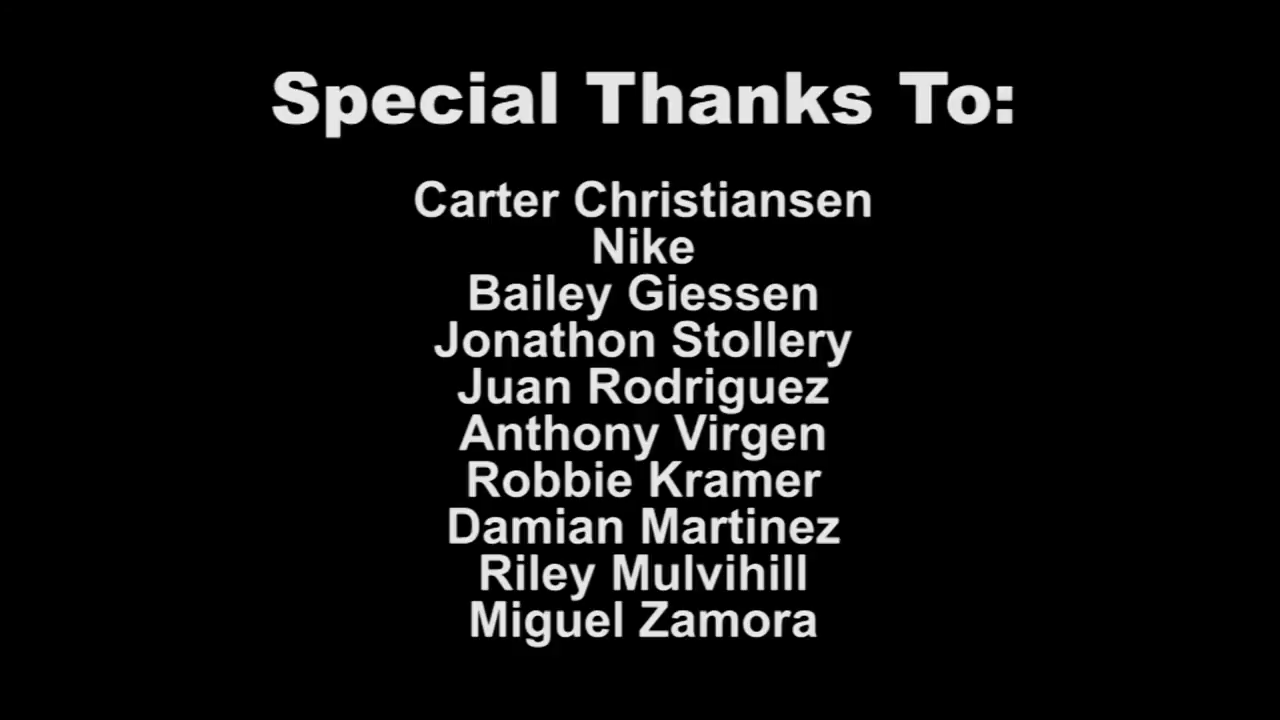 Special Thanks To:
Carter Christiansen
Nike
Bailey Giessen
Jonathon Stollery
Juan Rodriguez
Anthony Virgen
Robbie Kramer
Damian Martinez
Riley Mulvihill
Miguel Zamora